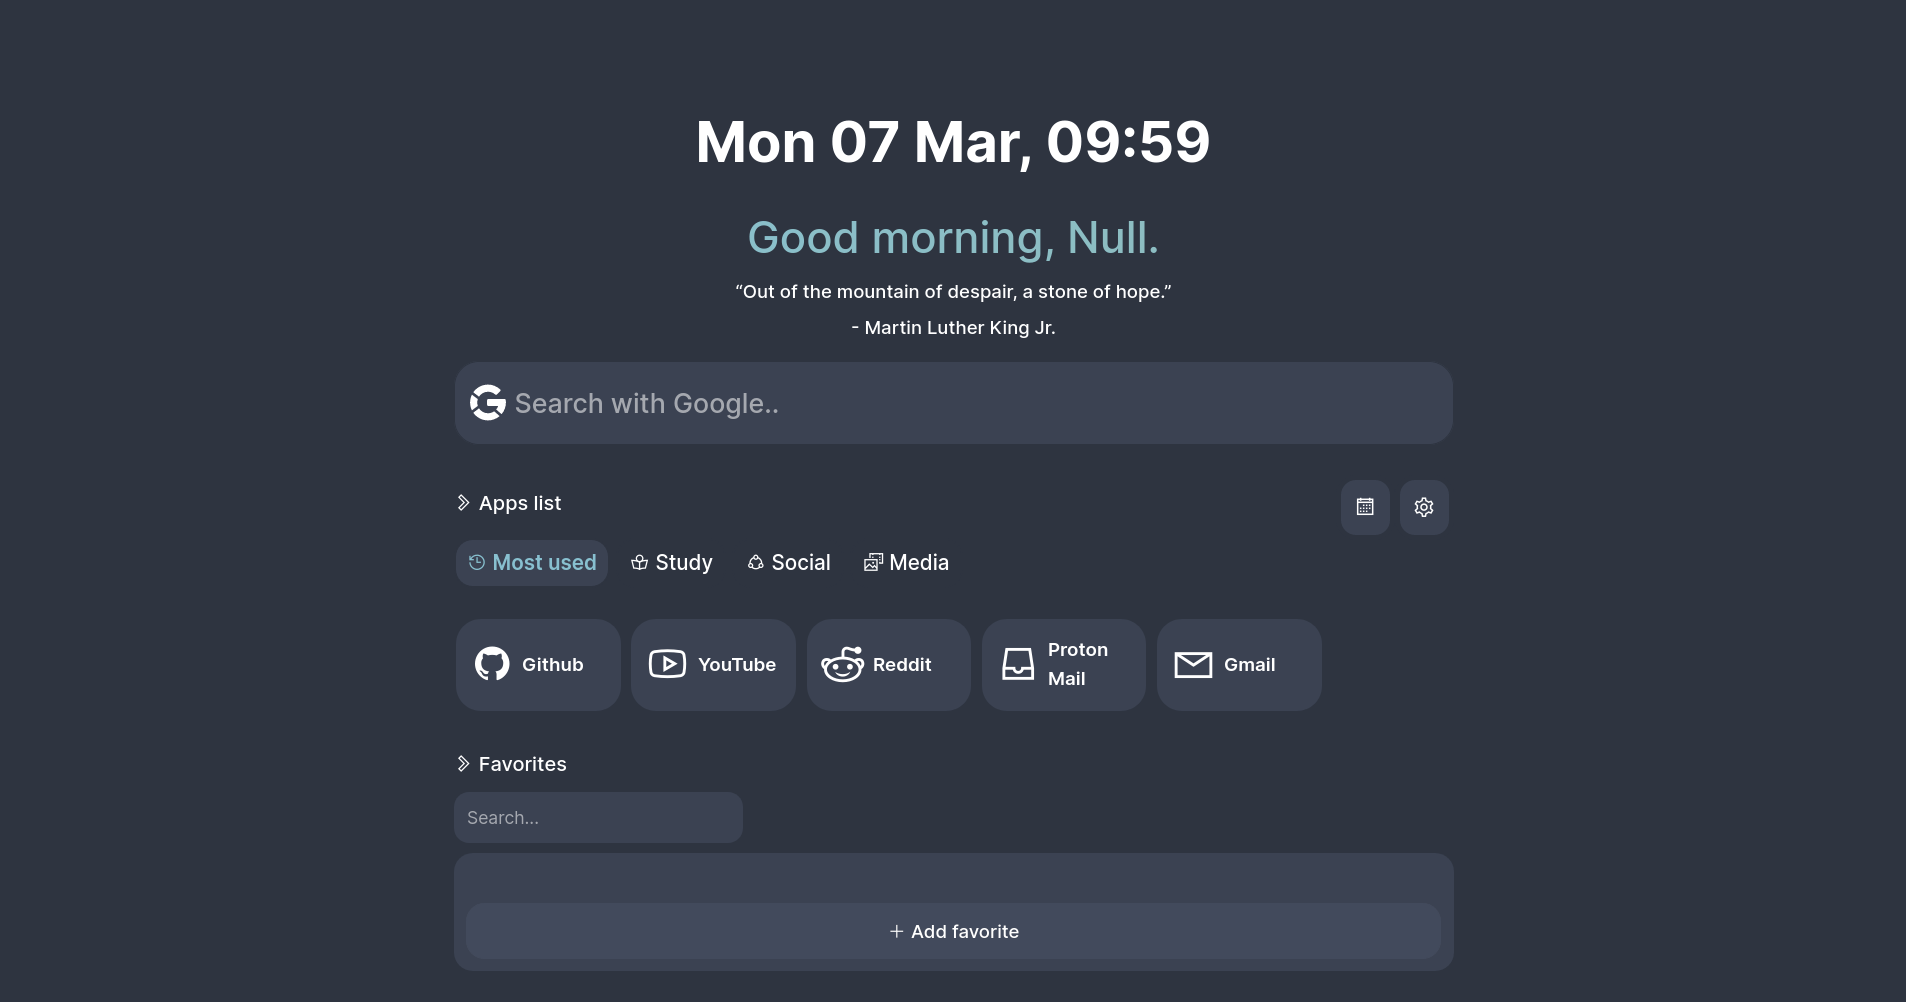 Mon 07 Mar, 09:59
Good morning, Null.
“Out of the mountain of despair, a stone of hope.”
- Martin Luther King Jr.
Search with Google..
Apps list
Most used Study Social Media
Github YouTube Reddit Proton Mail Gmail
Favorites
Search...
+ Add favorite